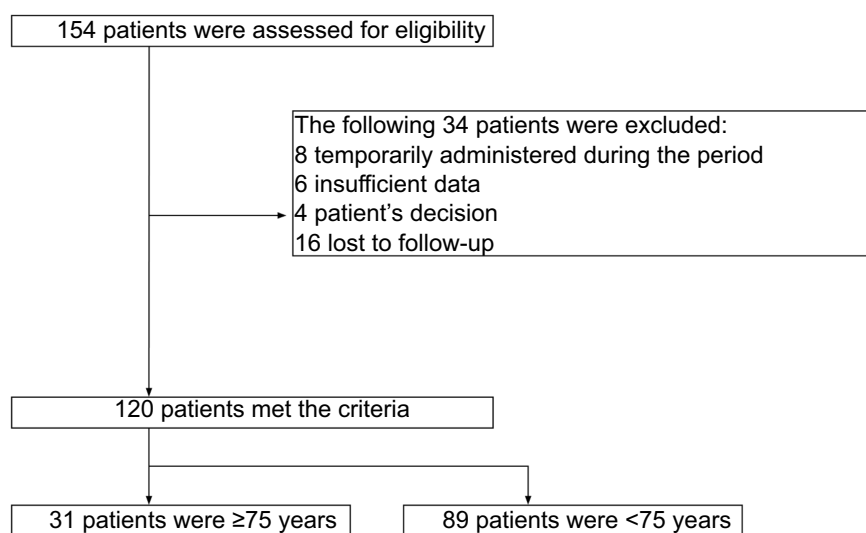 154 patients were assessed for eligibility
The following 34 patients were excluded:
8 temporarily administered during the period
6 insufficient data
4 patient’s decision
16 lost to follow-up
120 patients met the criteria
31 patients were ≥75 years
89 patients were <75 years